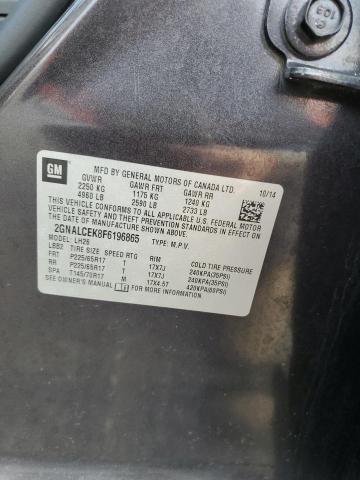 103
GM
MFD BY GENERAL MOTORS OF CANADA LTD. 10/14
GVWR GAWR FRT GAWR RR
2250 KG 1175 KG 1240 KG
4960 LB 2590 LB 2733 LB
THIS VEHICLE CONFORMS TO ALL APPLICABLE U.S. FEDERAL MOTOR
VEHICLE SAFETY, BUMPER, AND THEFT PREVENTION STANDARDS IN
EFFECT ON THE DATE OF MANUFACTURE SHOWN ABOVE.
2GNALCEK8F6196865 TYPE: M.P.V.
MODEL: LH26
LBB2 TIRE SIZE SPEED RTG RIM COLD TIRE PRESSURE
FRT P225/65R17 T 17X7J 240KPA(35PSI)
RR P225/65R17 T 17X7J 240KPA(35PSI)
SPA T145/70R17 M 17X4.5T 420KPA(60PSI)
SEE OWNER'S MANUAL FOR MORE INFORMATION.